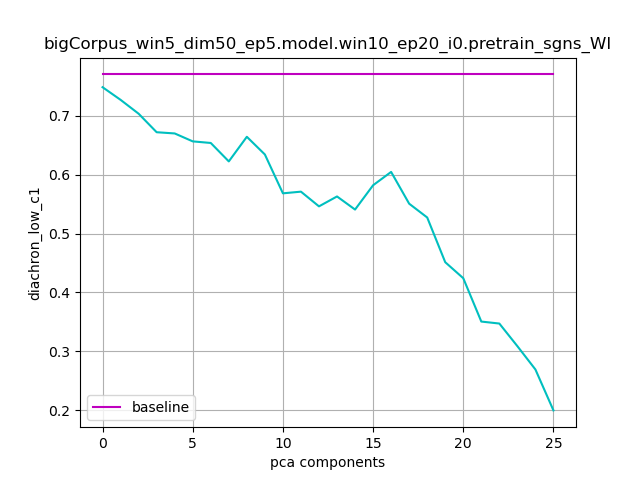 bigCorpus_win5_dim50_ep5.model.win10_ep20_i0.pretrain_sgns_WI
0.7
0.6
0.5
0.4
0.3
0.2
diachron_low_c1
baseline
0 5 10 15 20 25
pca components